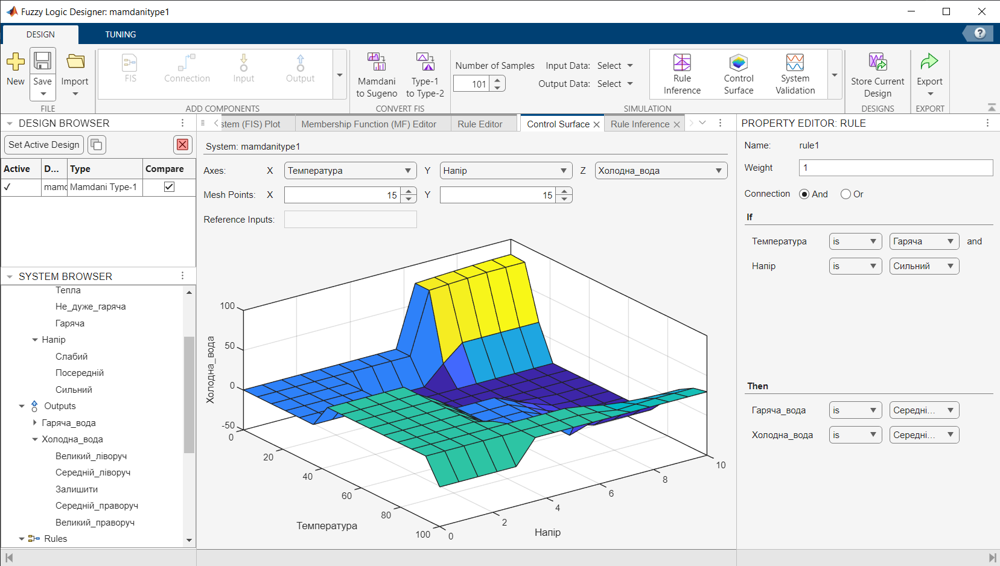 Fuzzy Logic Designer: mamdanitype1
DESIGN
TUNING
New
Save
Import
FILE
FIS
Connection
Input
Output
ADD COMPONENTS
Mamdani
to Sugeno
Type-1
to Type-2
CONVERT FIS
Number of Samples
101
Input Data: Select
Output Data: Select
Rule
Inference
Control
Surface
System
Validation
SIMULATION
Store Current
Design
DESIGNS
Export
EXPORT
DESIGN BROWSER
Set Active Design
Active D... Type Compare
mamd Mamdani Type-1
SYSTEM BROWSER
Тепла
Не_дуже_гаряча
Гаряча
Напір
Слабий
Посередній
Сильний
Outputs
Гаряча_вода
Холодна_вода
Великий_ліворуч
Середній_ліворуч
Залишити
Середній_праворуч
Великий_праворуч
Rules
stem (FIS) Plot
Membership Function (MF) Editor
Rule Editor
Control Surface
Rule Inference
System: mamdanitype1
Axes: X Температура Y Напір Z Холодна_вода
Mesh Points: X 15 Y 15
Reference Inputs:
Холодна_вода
100
50
0
-50
0
20
40
60
80
100
Температура
0
2
4
6
8
10
Напір
PROPERTY EDITOR: RULE
Name: rule1
Weight 1
Connection And Or
If
Температура is Гаряча and
Напір is Сильний
Then
Гаряча_вода is Середні...
Холодна_вода is Середні...